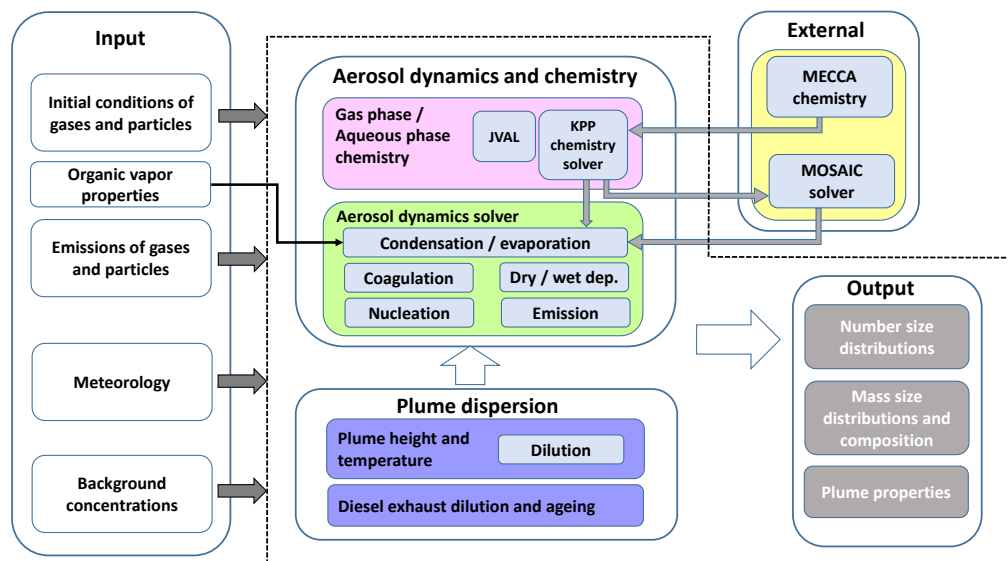 Input
Initial conditions of
gases and particles
Organic vapor
properties
Emissions of gases
and particles
Meteorology
Background
concentrations
Aerosol dynamics and chemistry
Gas phase /
Aqueous phase
chemistry
JVAL
KPP
chemistry
solver
Aerosol dynamics solver
Condensation / evaporation
Coagulation
Dry / wet dep.
Nucleation
Emission
Plume dispersion
Plume height and
temperature
Dilution
Diesel exhaust dilution and ageing
External
MECCA
chemistry
MOSAIC
solver
Output
Number size
distributions
Mass size
distributions and
composition
Plume properties